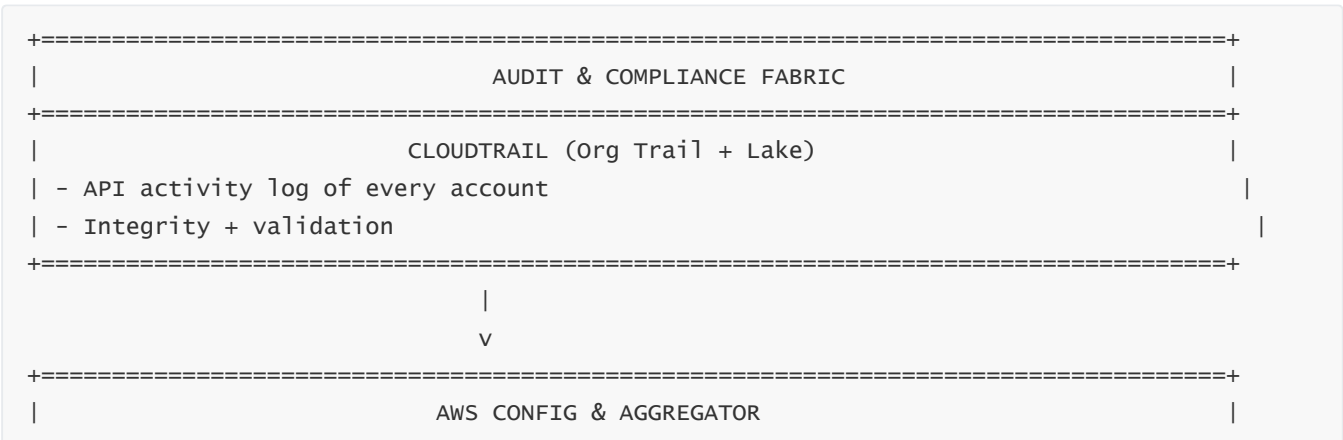 +====================================================================================+
| AUDIT & COMPLIANCE FABRIC |
+====================================================================================+
| CLOUDTRAIL (Org Trail + Lake) |
| - API activity log of every account |
| - Integrity + validation |
+====================================================================================+
|
v
+====================================================================================+
| AWS CONFIG & AGGREGATOR |